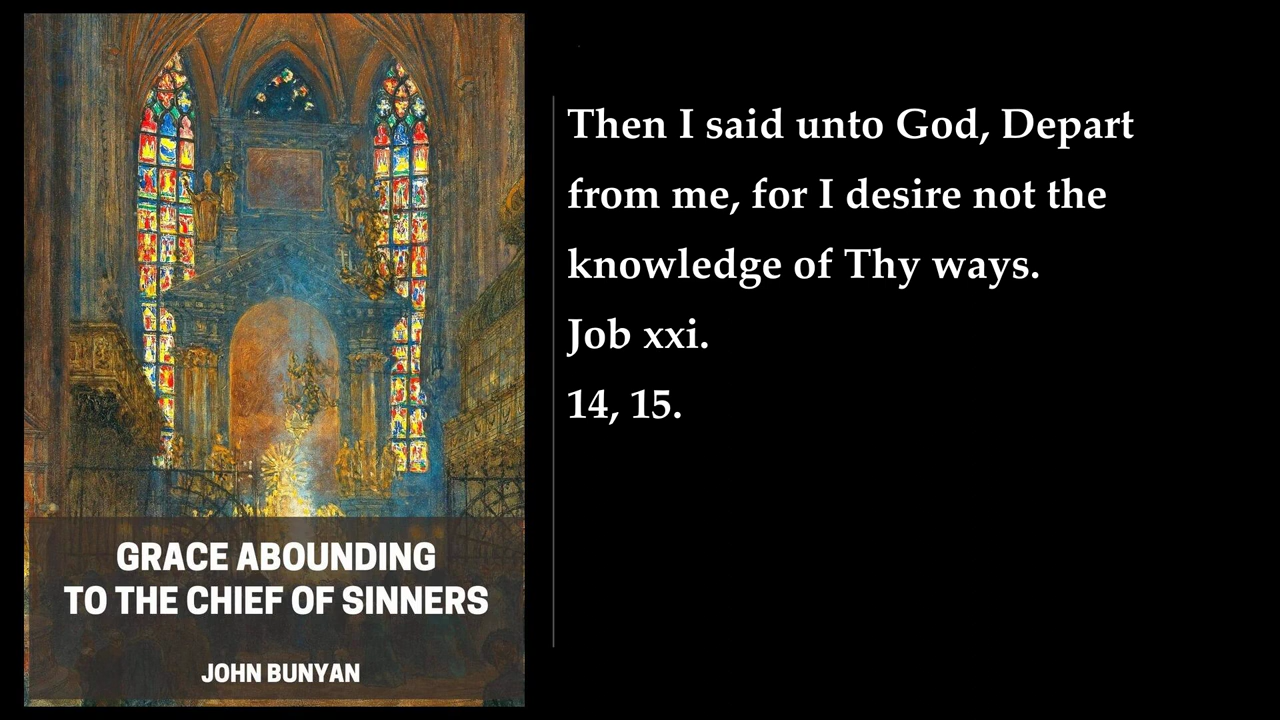 Then I said unto God, Depart
from me, for I desire not the
knowledge of Thy ways.
Job xxi.
14, 15.
GRACE ABOUNDING
TO THE CHIEF OF SINNERS
JOHN BUNYAN